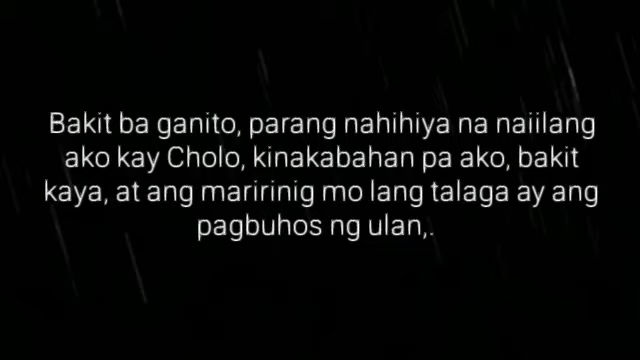 Bakit ba ganito, parang nahihiya na naiilang
ako kay Cholo, kinakabahan pa ako, bakit
kaya, at ang maririnig mo lang talaga ay ang
pagbuhos ng ulan,.